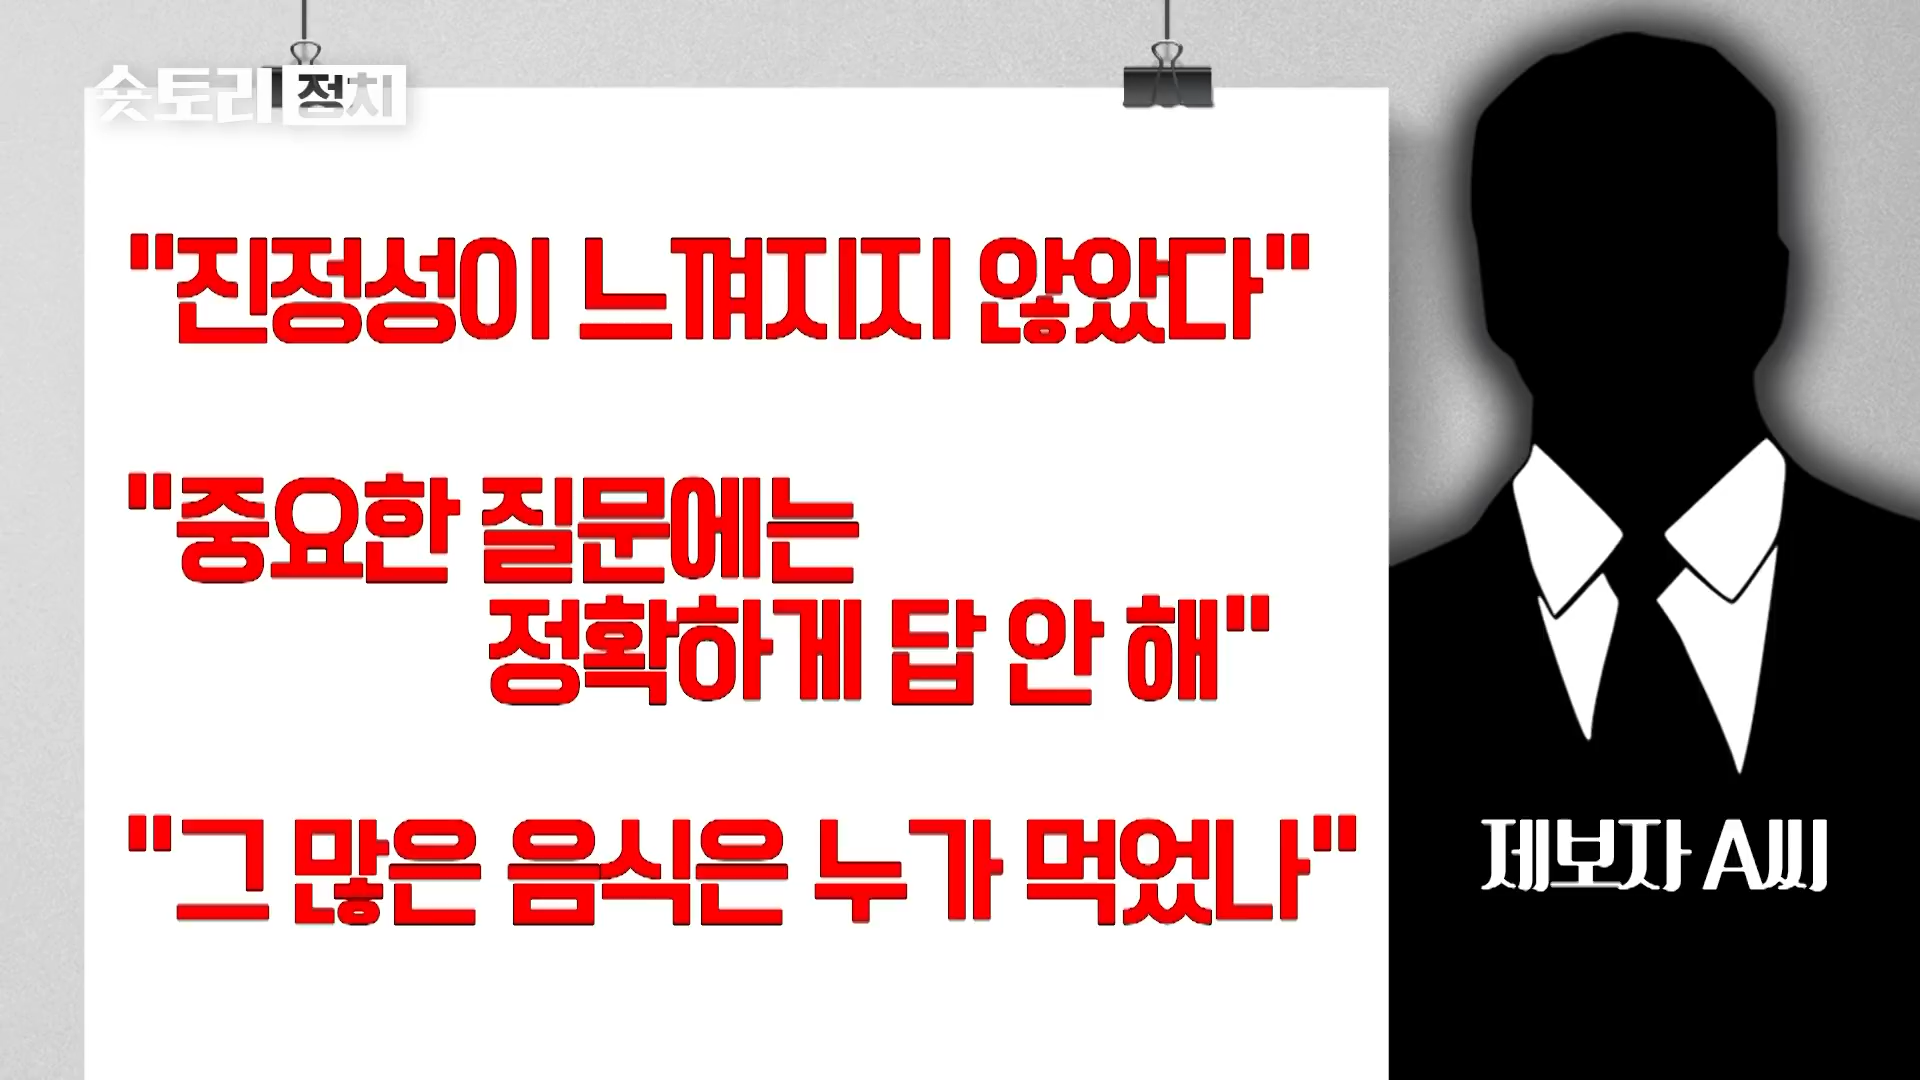 숏토리 정치
"진정성이 느껴지지 않았다"
"중요한 질문에는
정확하게 답 안 해"
"그 많은 음식은 누가 먹었나"
제보자 A씨